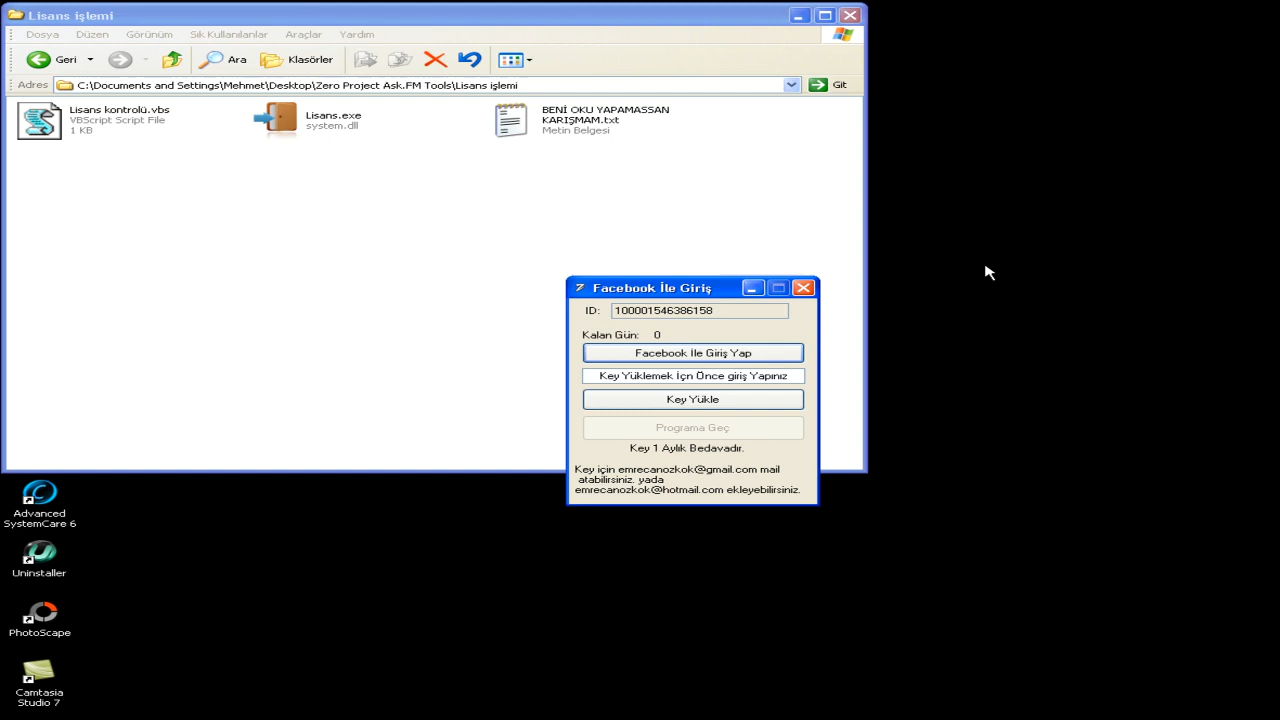 Lisans işlemi
Dosya Düzen Görünüm Sık Kullanılanlar Araçlar Yardım
Geri Ara Klasörler
Adres C:\Documents and Settings\Mehmet\Desktop\Zero Project Ask.FM Tools\Lisans işlemi Git
Lisans kontrolü.vbs
VBScript Script File
1 KB
Lisans.exe
system.dll
BENİ OKU YAPAMASSAN
KARIŞMAM.txt
Metin Belgesi
Facebook İle Giriş
ID: 100001546386158
Kalan Gün: 0
Facebook İle Giriş Yap
Key Yüklemek İçn Önce giriş Yapınız
Key Yükle
Programa Geç
Key 1 Aylık Bedavadır.
Key için emrecanozkok@gmail.com mail
atabilirsiniz. yada
emrecanozkok@hotmail.com ekleyebilirsiniz.
Advanced
SystemCare 6
Uninstaller
PhotoScape
Camtasia
Studio 7